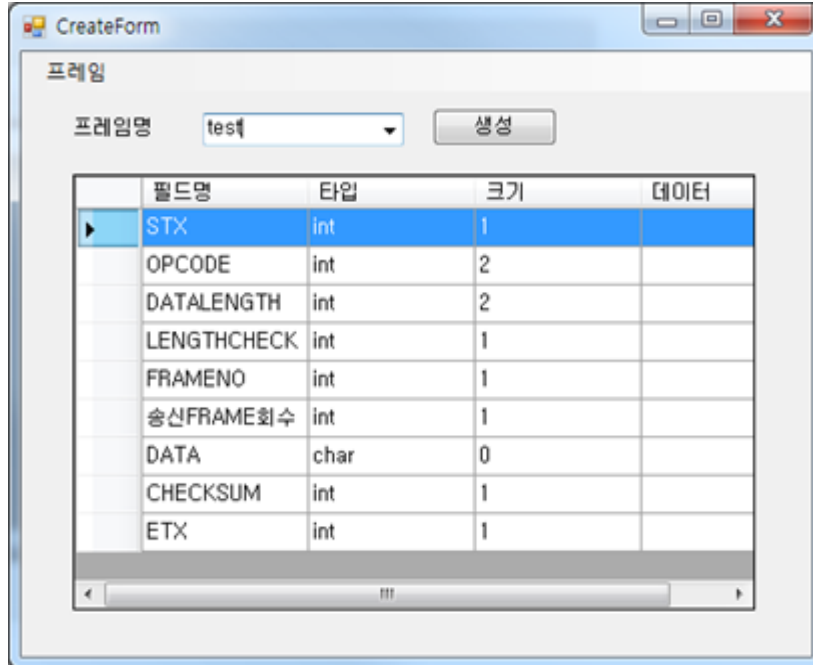 CreateForm
프레임
프레임명 test 생성
필드명 타입 크기 데이터
STX int 1
OPCODE int 2
DATALENGTH int 2
LENGTHCHECK int 1
FRAMENO int 1
송신FRAME회수 int 1
DATA char 0
CHECKSUM int 1
ETX int 1